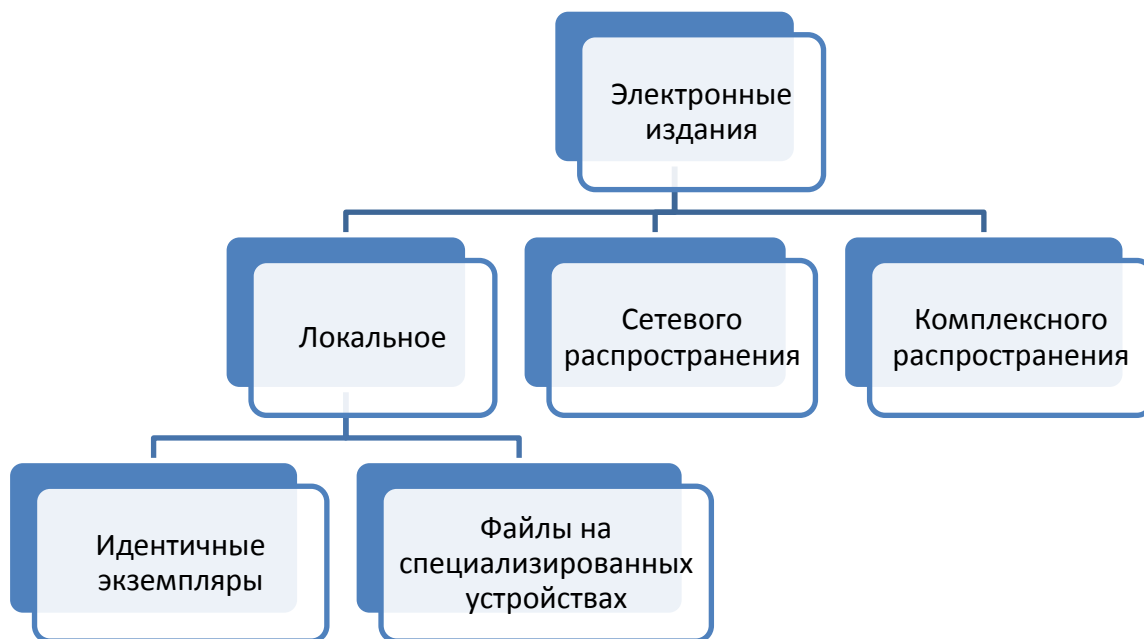 Электронные
издания
Локальное
Сетевого
распространения
Комплексного
распространения
Идентичные
экземпляры
Файлы на
специализированных
устройствах